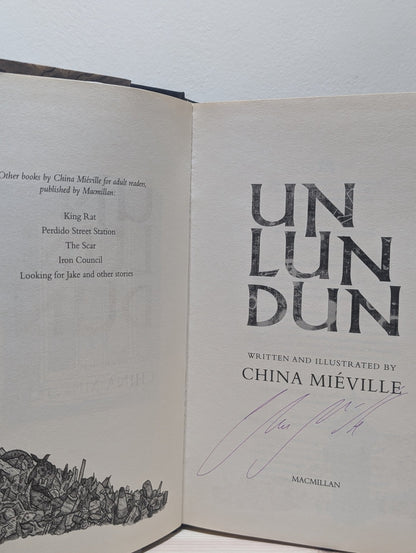 Other books by China Miéville for adult readers,
published by Macmillan:
King Rat
Perdido Street Station
The Scar
Iron Council
Looking for Jake and other stories
UN
LUN
DUN
WRITTEN AND ILLUSTRATED BY
CHINA MIÉVILLE
MACMILLAN